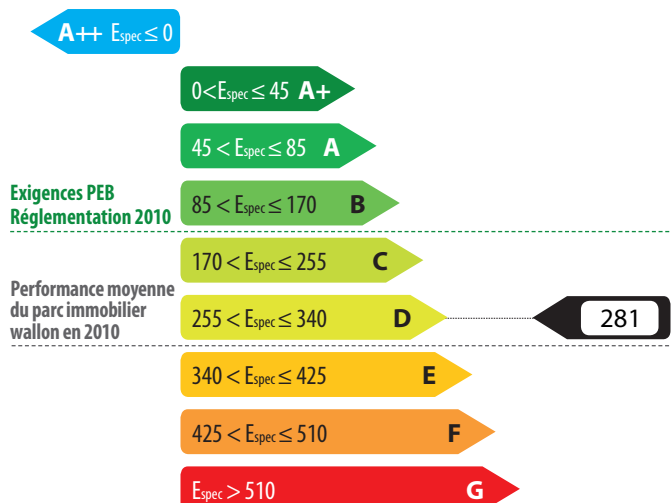 A++ Espec ≤ 0
0<Espec ≤ 45 A+
45 < Espec ≤ 85 A
Exigences PEB
Réglementation 2010
85 < Espec ≤ 170 B
170 < Espec ≤ 255 C
Performance moyenne
du parc immobilier
wallon en 2010
255 < Espec ≤ 340 D
281
340 < Espec ≤ 425 E
425 < Espec ≤ 510 F
Espec > 510 G